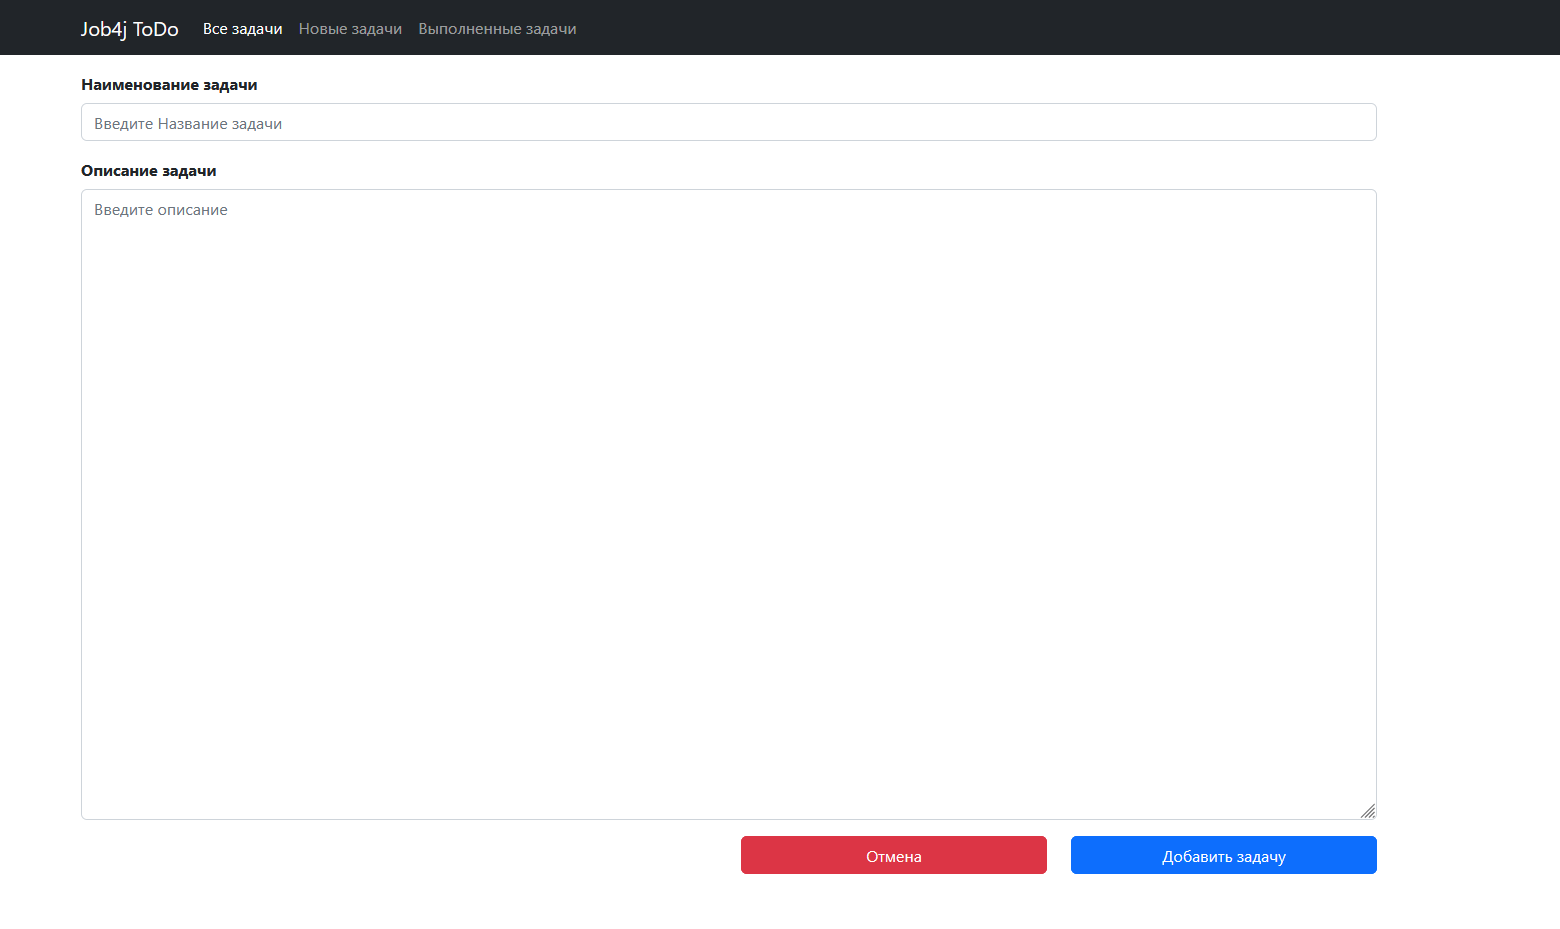 Job4j ToDo Все задачи Новые задачи Выполненные задачи
Наименование задачи
Введите Название задачи
Описание задачи
Введите описание
Отмена Добавить задачу